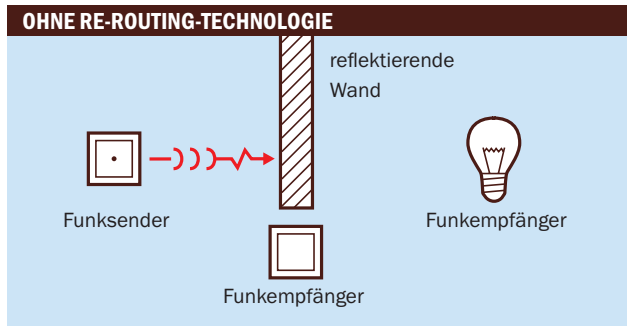 OHNE RE-ROUTING-TECHNOLOGIE
reflektierende
Wand
Funksender
Funkempfänger
Funkempfänger